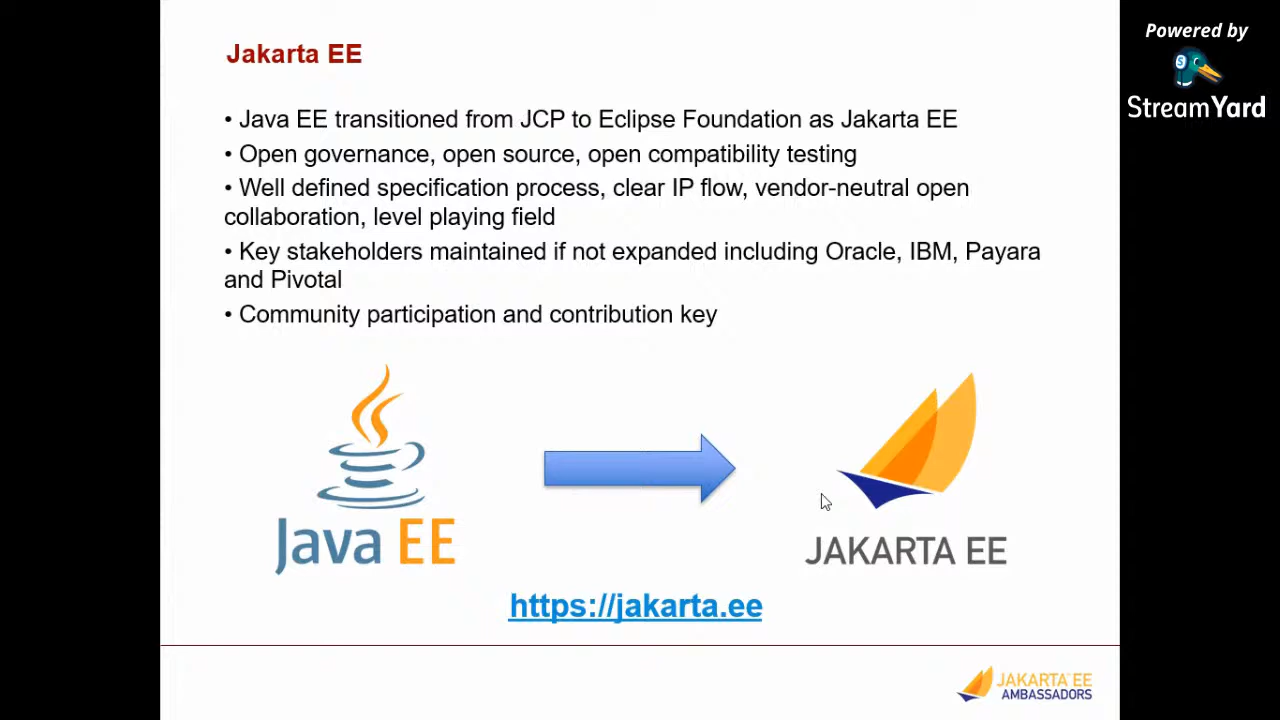 Jakarta EE
• Java EE transitioned from JCP to Eclipse Foundation as Jakarta EE
• Open governance, open source, open compatibility testing
• Well defined specification process, clear IP flow, vendor-neutral open
collaboration, level playing field
• Key stakeholders maintained if not expanded including Oracle, IBM, Payara
and Pivotal
• Community participation and contribution key
Java EE
JAKARTA EE
https://jakarta.ee
JAKARTA EE
AMBASSADORS
Powered by
S
StreamYard